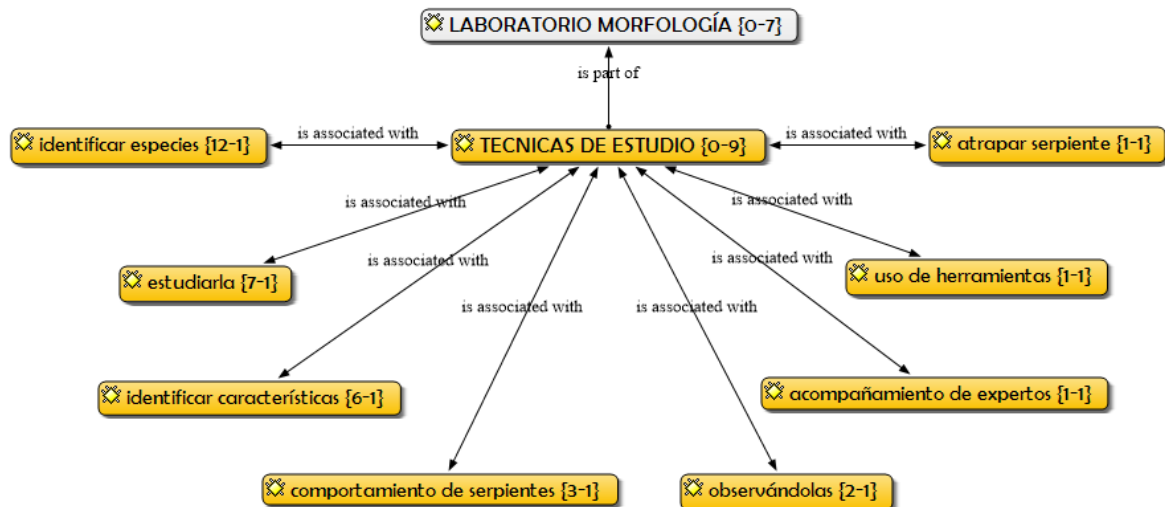 LABORATORIO MORFOLOGÍA {0-7}
is part of
identificar especies {12-1}
is associated with
TECNICAS DE ESTUDIO {0-9}
is associated with
atrapar serpiente {1-1}
is associated with
is associated with
estudiarla {7-1}
is associated with
is associated with
uso de herramientas {1-1}
is associated with
is associated with
identificar características {6-1}
acompañamiento de expertos {1-1}
comportamiento de serpientes {3-1}
observándolas {2-1}